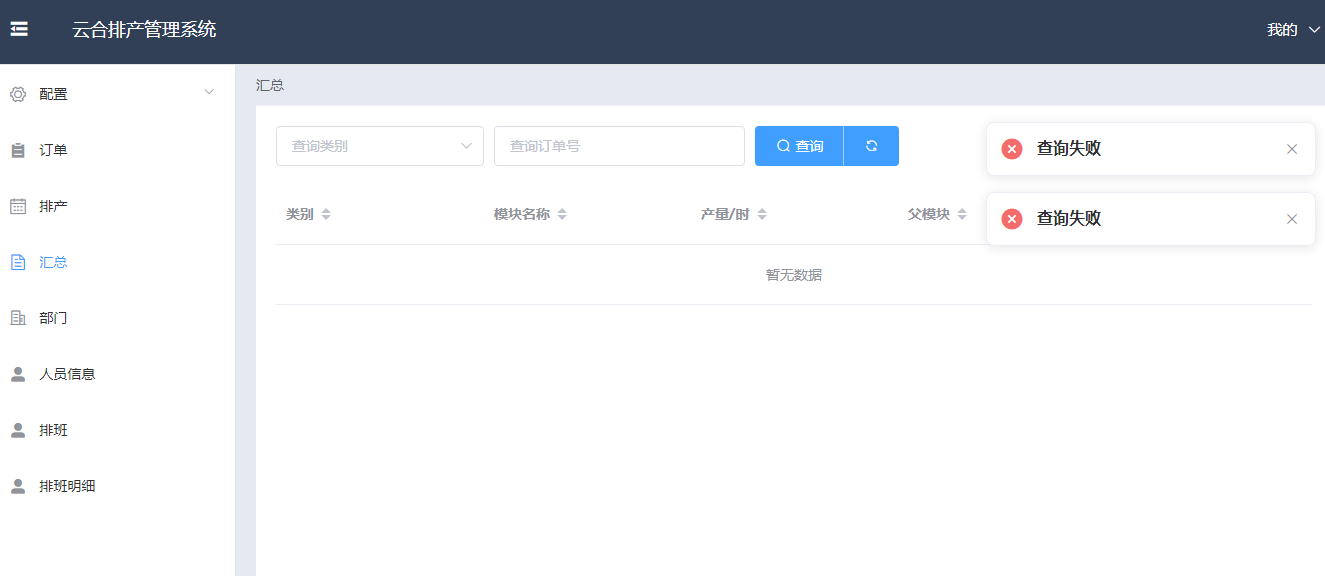 云合排产管理系统
我的
配置
订单
排产
汇总
部门
人员信息
排班
排班明细
汇总
查询类别
查询订单号
查询
类别
模块名称
产量/时
父模块
暂无数据
查询失败
查询失败